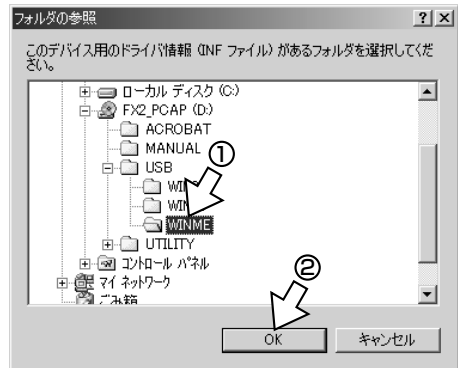 フォルダの参照
このデバイス用のドライバ情報 (INF ファイル) があるフォルダを選択してくだ
さい。
ローカル ディスク (C:)
FX2_PCAP (D:)
ACROBAT
MANUAL
①
USB
WINME
UTILITY
コントロール パネル
②
マイ ネットワーク
ごみ箱
OK
キャンセル